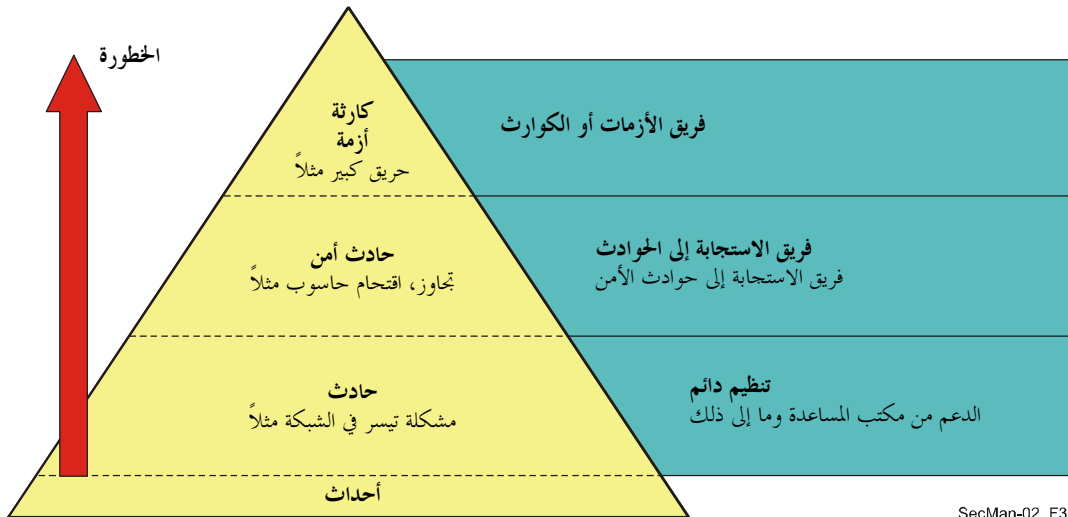 الخطورة
كارثة
أزمة
حريق كبير مثلاً
فريق الأزمات أو الكوارث
حادث أمن
تجاوز، اقتحام حاسوب مثلاً
فريق الاستجابة إلى الحوادث
فريق الاستجابة إلى حوادث الأمن
حادث
مشكلة تيسر في الشبكة مثلاً
تنظيم دائم
الدعم من مكتب المساعدة وما إلى ذلك
أحداث
SecMan-02_F3